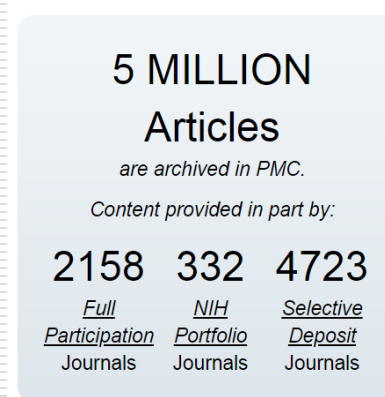 5 MILLION
Articles
are archived in PMC.
Content provided in part by:
2158 332 4723
Full NIH Selective
Participation Portfolio Deposit
Journals Journals Journals